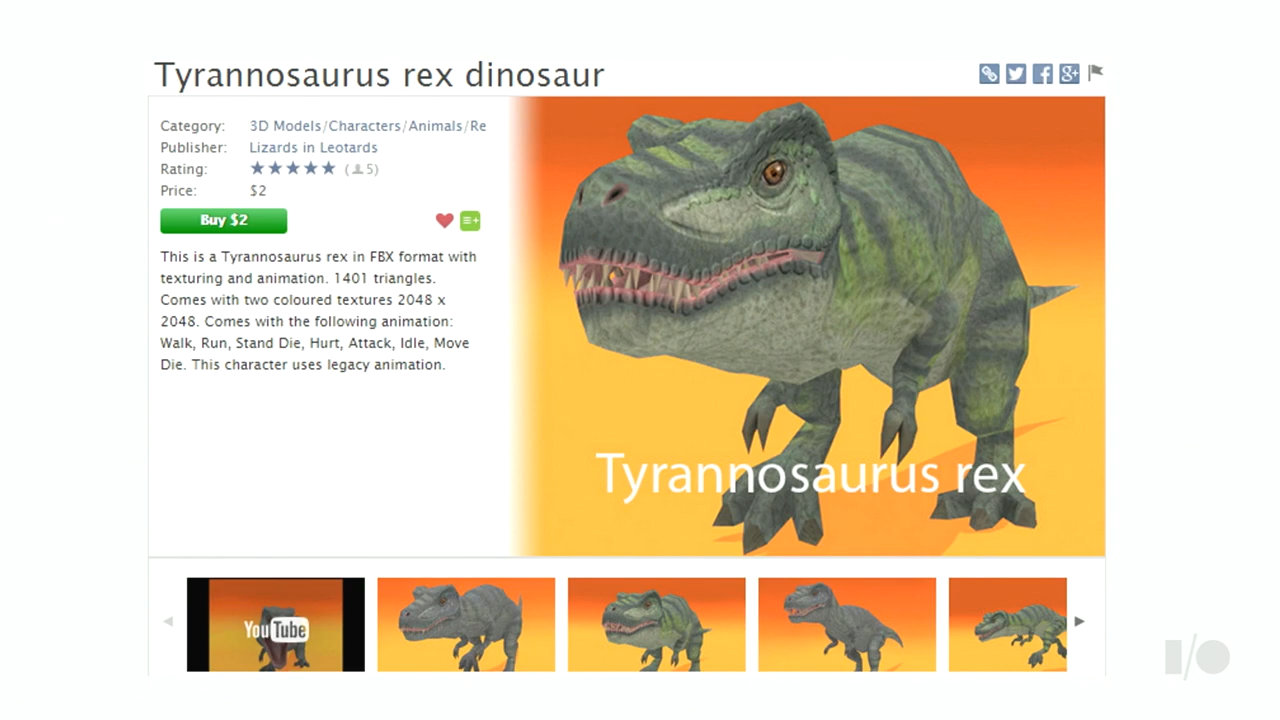 Tyrannosaurus rex dinosaur
Category: 3D Models/Characters/Animals/Re
Publisher: Lizards in Leotards
Rating: ★★★★★ (5)
Price: $2
Buy $2
This is a Tyrannosaurus rex in FBX format with
texturing and animation. 1401 triangles.
Comes with two coloured textures 2048 x
2048. Comes with the following animation:
Walk, Run, Stand Die, Hurt, Attack, Idle, Move
Die. This character uses legacy animation.
Tyrannosaurus rex
YouTube
I/O